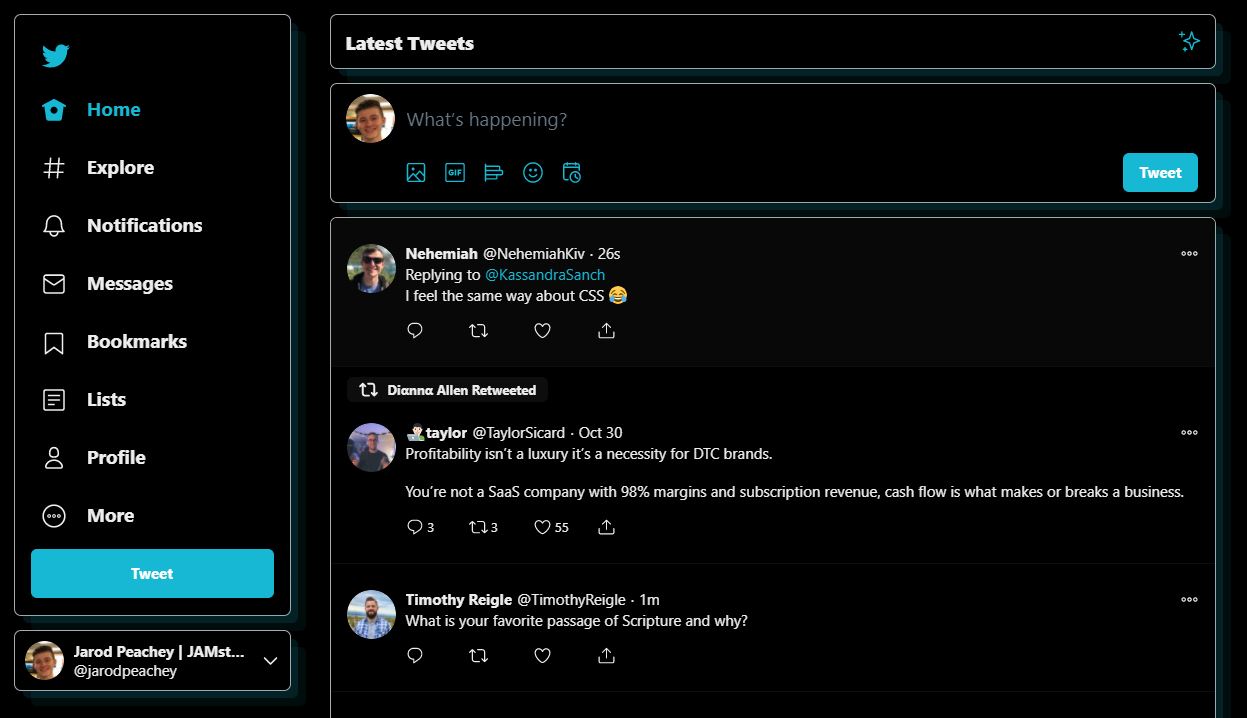 Home
Explore
Notifications
Messages
Bookmarks
Lists
Profile
More
Tweet
Jarod Peachey | JAMst...
@jarodpeachey
Latest Tweets
What's happening?
GIF
Tweet
Nehemiah @NehemiahKiv · 26s
Replying to @KassandraSanch
I feel the same way about CSS 😂
Diαnnα Allen Retweeted
👨🏻‍💻taylor @TaylorSicard · Oct 30
Profitability isn’t a luxury it’s a necessity for DTC brands.
You’re not a SaaS company with 98% margins and subscription revenue, cash flow is what makes or breaks a business.
3 3 55
Timothy Reigle @TimothyReigle · 1m
What is your favorite passage of Scripture and why?